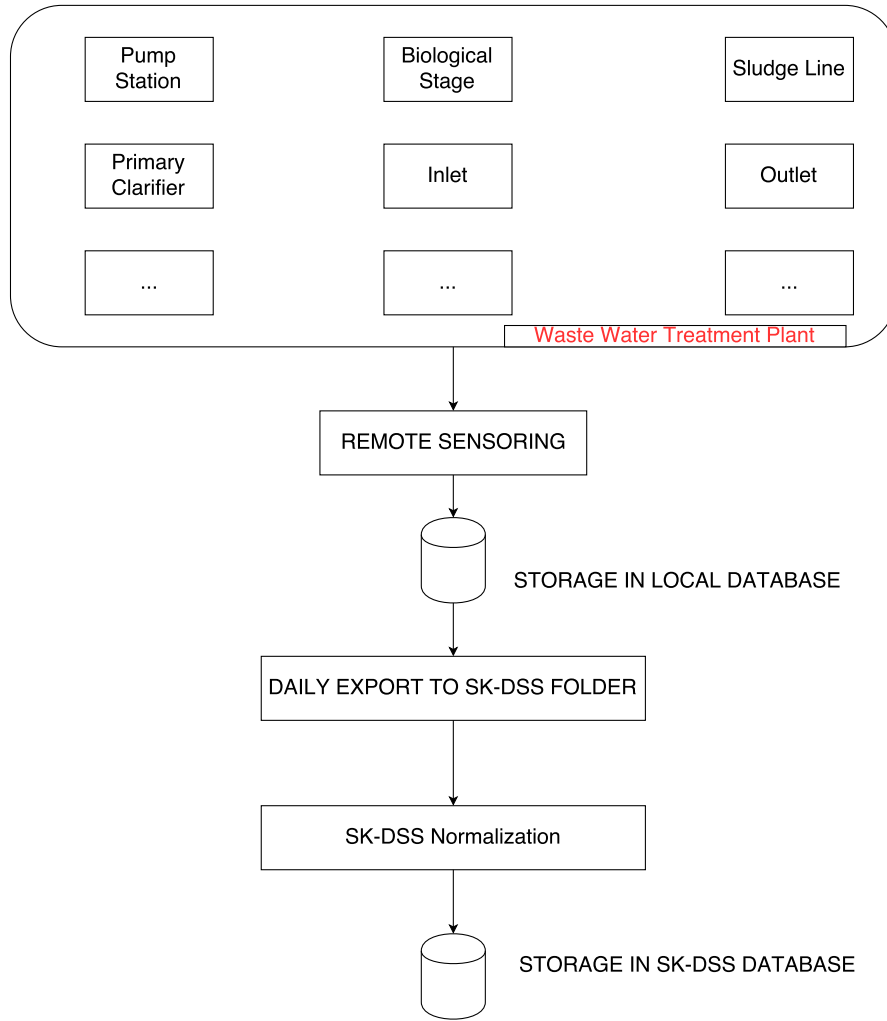 Pump
Station
Biological
Stage
Sludge Line
Primary
Clarifier
Inlet
Outlet
...
...
...
Waste Water Treatment Plant
REMOTE SENSORING
STORAGE IN LOCAL DATABASE
DAILY EXPORT TO SK-DSS FOLDER
SK-DSS Normalization
STORAGE IN SK-DSS DATABASE